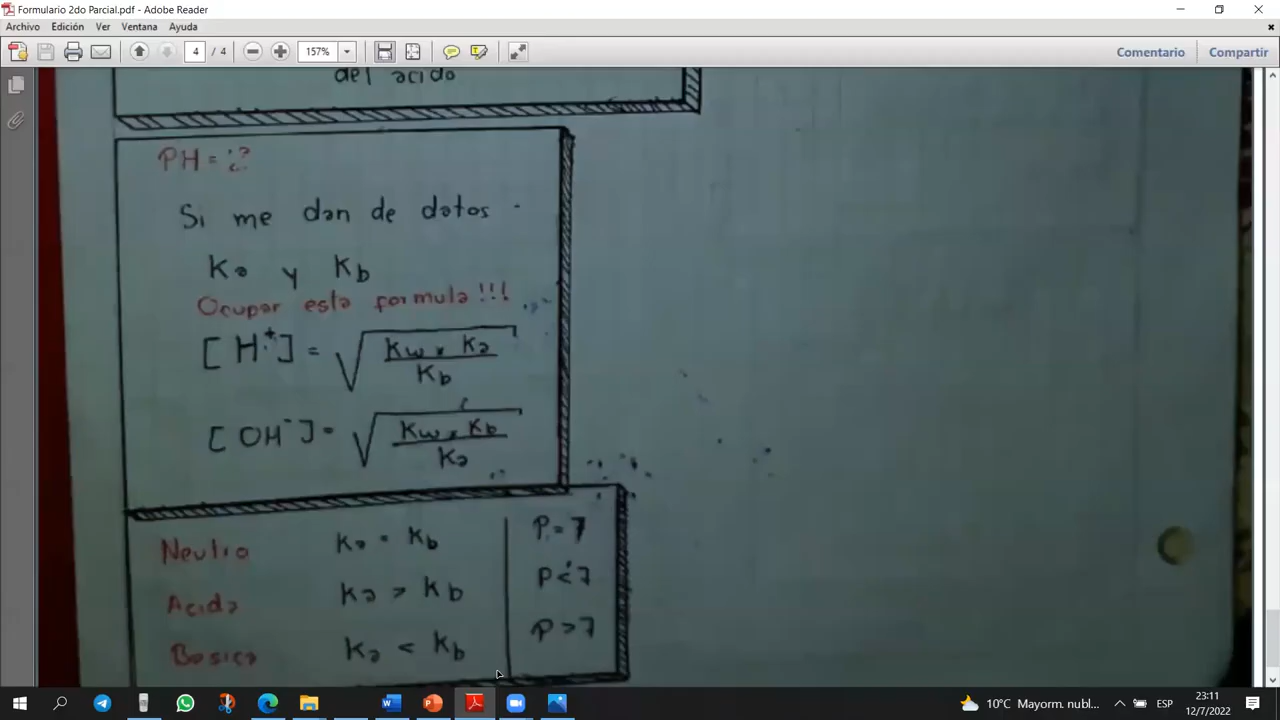 Formulario 2do Parcial.pdf - Adobe Reader
Archivo Edición Ver Ventana Ayuda
4 / 4 157% Comentario Compartir
del acido
PH = ¿?
Si me dan de datos
Ka y Kb
Ocupar esta formula!!!
[H+] = √ Kw x Ka
Kb
[OH-] = √ Kw x Kb
Ka
Neutro Ka = Kb P = 7
Acida Ka > Kb P < 7
Basica Ka < Kb P > 7
10°C Mayorm. nubl... ESP
23:11
12/7/2022